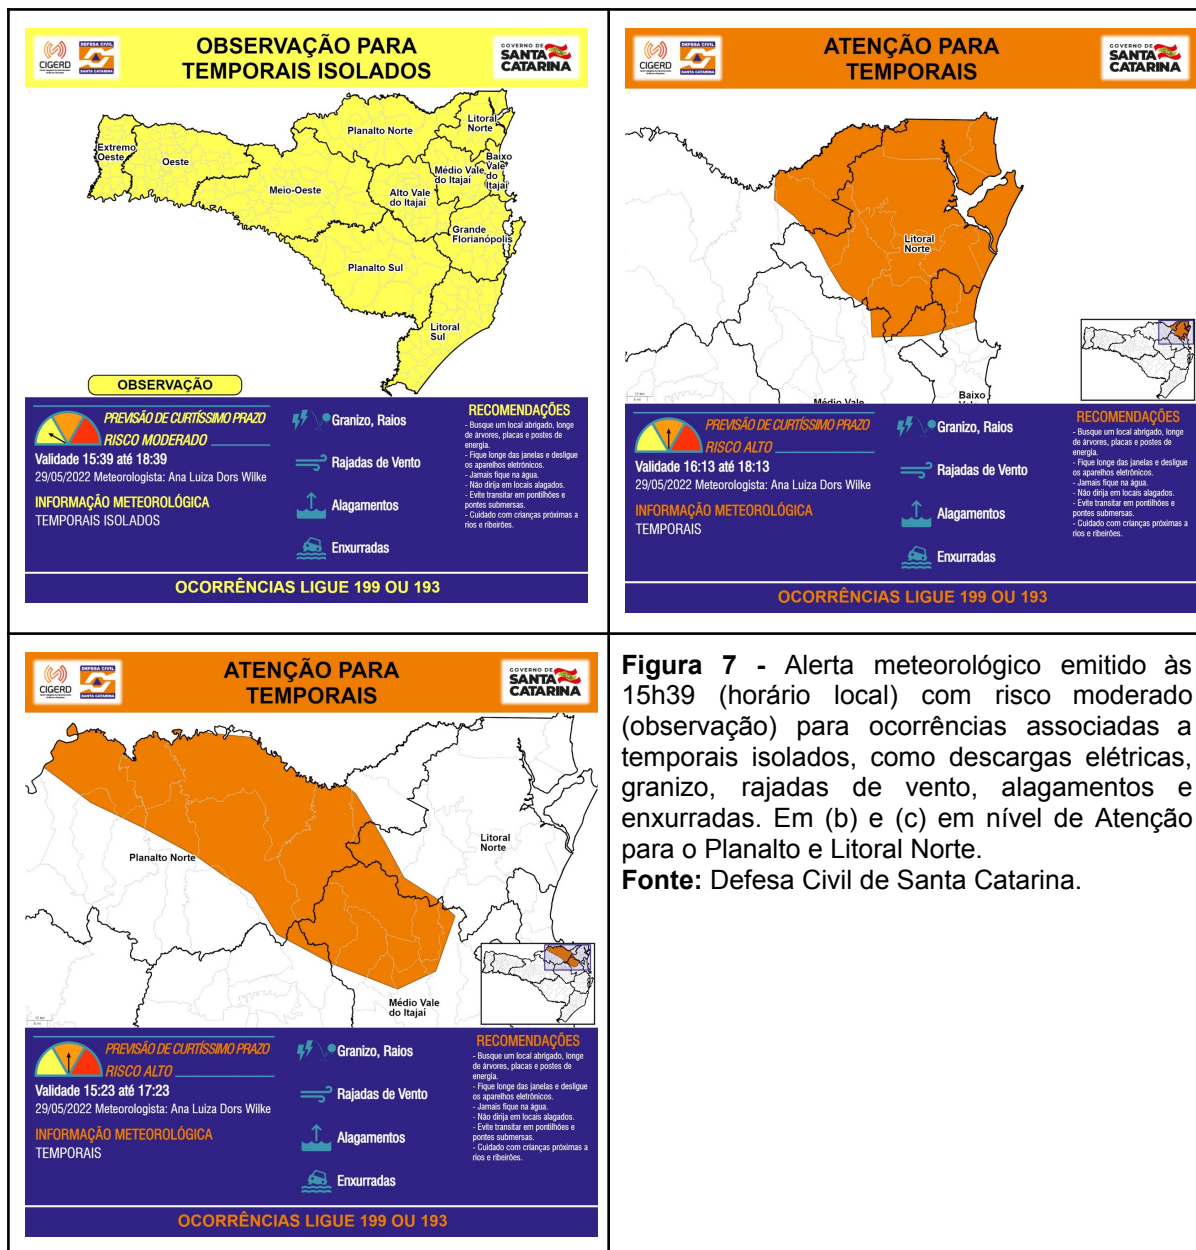 CIGERD
DEFESA CIVIL
SANTA CATARINA
OBSERVAÇÃO PARA
TEMPORAIS ISOLADOS
GOVERNO DE
SANTA
CATARINA
Planalto Norte
Litoral
Norte
Extremo
Oeste
Oeste
Baixo
Vale
do
Itajaí
Médio Vale
do Itajaí
Meio-Oeste
Alto Vale
do Itajaí
Grande
Florianópolis
Planalto Sul
Litoral
Sul
OBSERVAÇÃO
PREVISÃO DE CURTÍSSIMO PRAZO
RISCO MODERADO
Validade 15:39 até 18:39
29/05/2022 Meteorologista: Ana Luiza Dors Wilke
INFORMAÇÃO METEOROLÓGICA
TEMPORAIS ISOLADOS
Granizo, Raios
Rajadas de Vento
Alagamentos
Enxurradas
RECOMENDAÇÕES
- Busque um local abrigado, longe
de árvores, placas e postes de
energia.
- Fique longe das janelas e desligue
os aparelhos eletrônicos.
- Jamais fique na água.
- Não dirija em locais alagados.
- Evite transitar em pontilhões e
pontes submersas.
- Cuidado com crianças próximas a
rios e ribeirões.
OCORRÊNCIAS LIGUE 199 OU 193
CIGERD
DEFESA CIVIL
SANTA CATARINA
ATENÇÃO PARA
TEMPORAIS
GOVERNO DE
SANTA
CATARINA
Litoral
Norte
Médio Vale
Baixo
PREVISÃO DE CURTÍSSIMO PRAZO
RISCO ALTO
Validade 16:13 até 18:13
29/05/2022 Meteorologista: Ana Luiza Dors Wilke
INFORMAÇÃO METEOROLÓGICA
TEMPORAIS
Granizo, Raios
Rajadas de Vento
Alagamentos
Enxurradas
RECOMENDAÇÕES
- Busque um local abrigado, longe
de árvores, placas e postes de
energia.
- Fique longe das janelas e desligue
os aparelhos eletrônicos.
- Jamais fique na água.
- Não dirija em locais alagados.
- Evite transitar em pontilhões e
pontes submersas.
- Cuidado com crianças próximas a
rios e ribeirões.
OCORRÊNCIAS LIGUE 199 OU 193
CIGERD
DEFESA CIVIL
SANTA CATARINA
ATENÇÃO PARA
TEMPORAIS
GOVERNO DE
SANTA
CATARINA
Litoral
Norte
Planalto Norte
Médio Vale
do Itajaí
PREVISÃO DE CURTÍSSIMO PRAZO
RISCO ALTO
Validade 15:23 até 17:23
29/05/2022 Meteorologista: Ana Luiza Dors Wilke
INFORMAÇÃO METEOROLÓGICA
TEMPORAIS
Granizo, Raios
Rajadas de Vento
Alagamentos
Enxurradas
RECOMENDAÇÕES
- Busque um local abrigado, longe
de árvores, placas e postes de
energia.
- Fique longe das janelas e desligue
os aparelhos eletrônicos.
- Jamais fique na água.
- Não dirija em locais alagados.
- Evite transitar em pontilhões e
pontes submersas.
- Cuidado com crianças próximas a
rios e ribeirões.
OCORRÊNCIAS LIGUE 199 OU 193
Figura 7 - Alerta meteorológico emitido às
15h39 (horário local) com risco moderado
(observação) para ocorrências associadas a
temporais isolados, como descargas elétricas,
granizo, rajadas de vento, alagamentos e
enxurradas. Em (b) e (c) em nível de Atenção
para o Planalto e Litoral Norte.
Fonte: Defesa Civil de Santa Catarina.